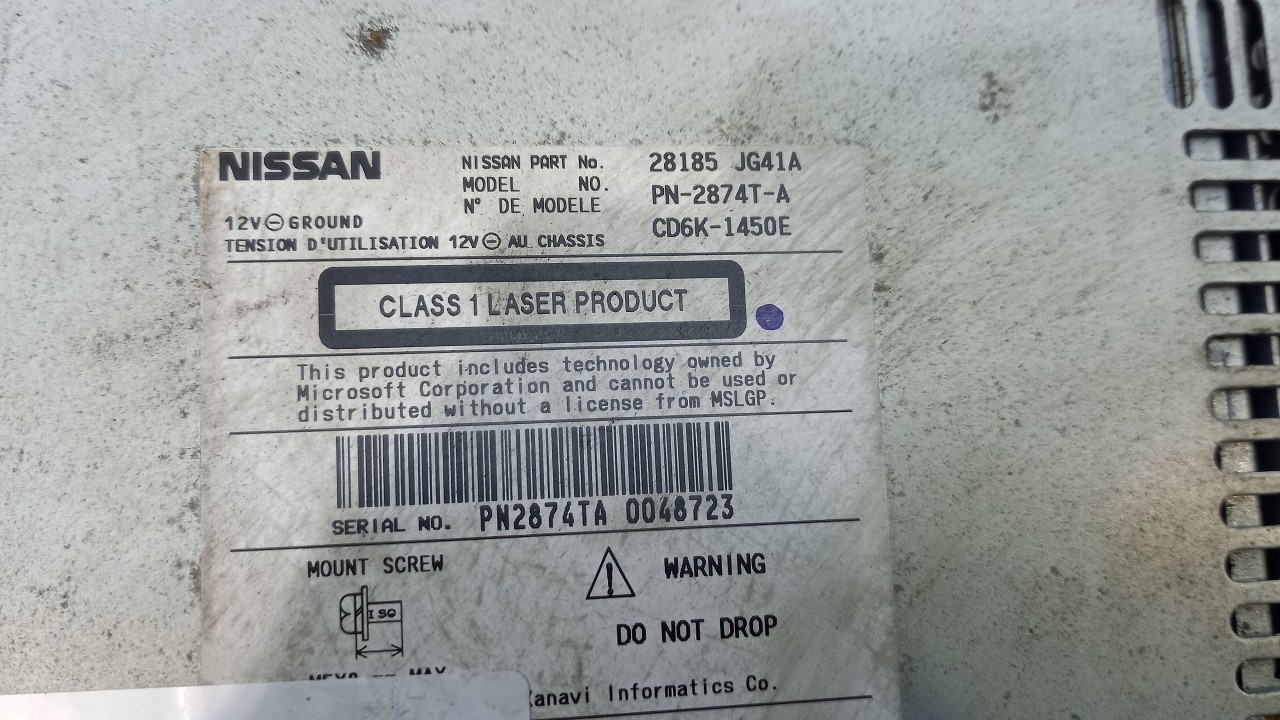 NISSAN
NISSAN PART No. 28185 JG41A
MODEL NO. PN-2874T-A
N° DE MODELE CD6K-1450E
12V⊖GROUND
TENSION D'UTILISATION 12V⊖ AU CHASSIS
CLASS 1 LASER PRODUCT
This product includes technology owned by
Microsoft Corporation and cannot be used or
distributed without a license from MSLGP.
SERIAL NO. PN2874TA 0048723
MOUNT SCREW
ISO
WARNING
DO NOT DROP
MAX
Xanavi Informatics Co.